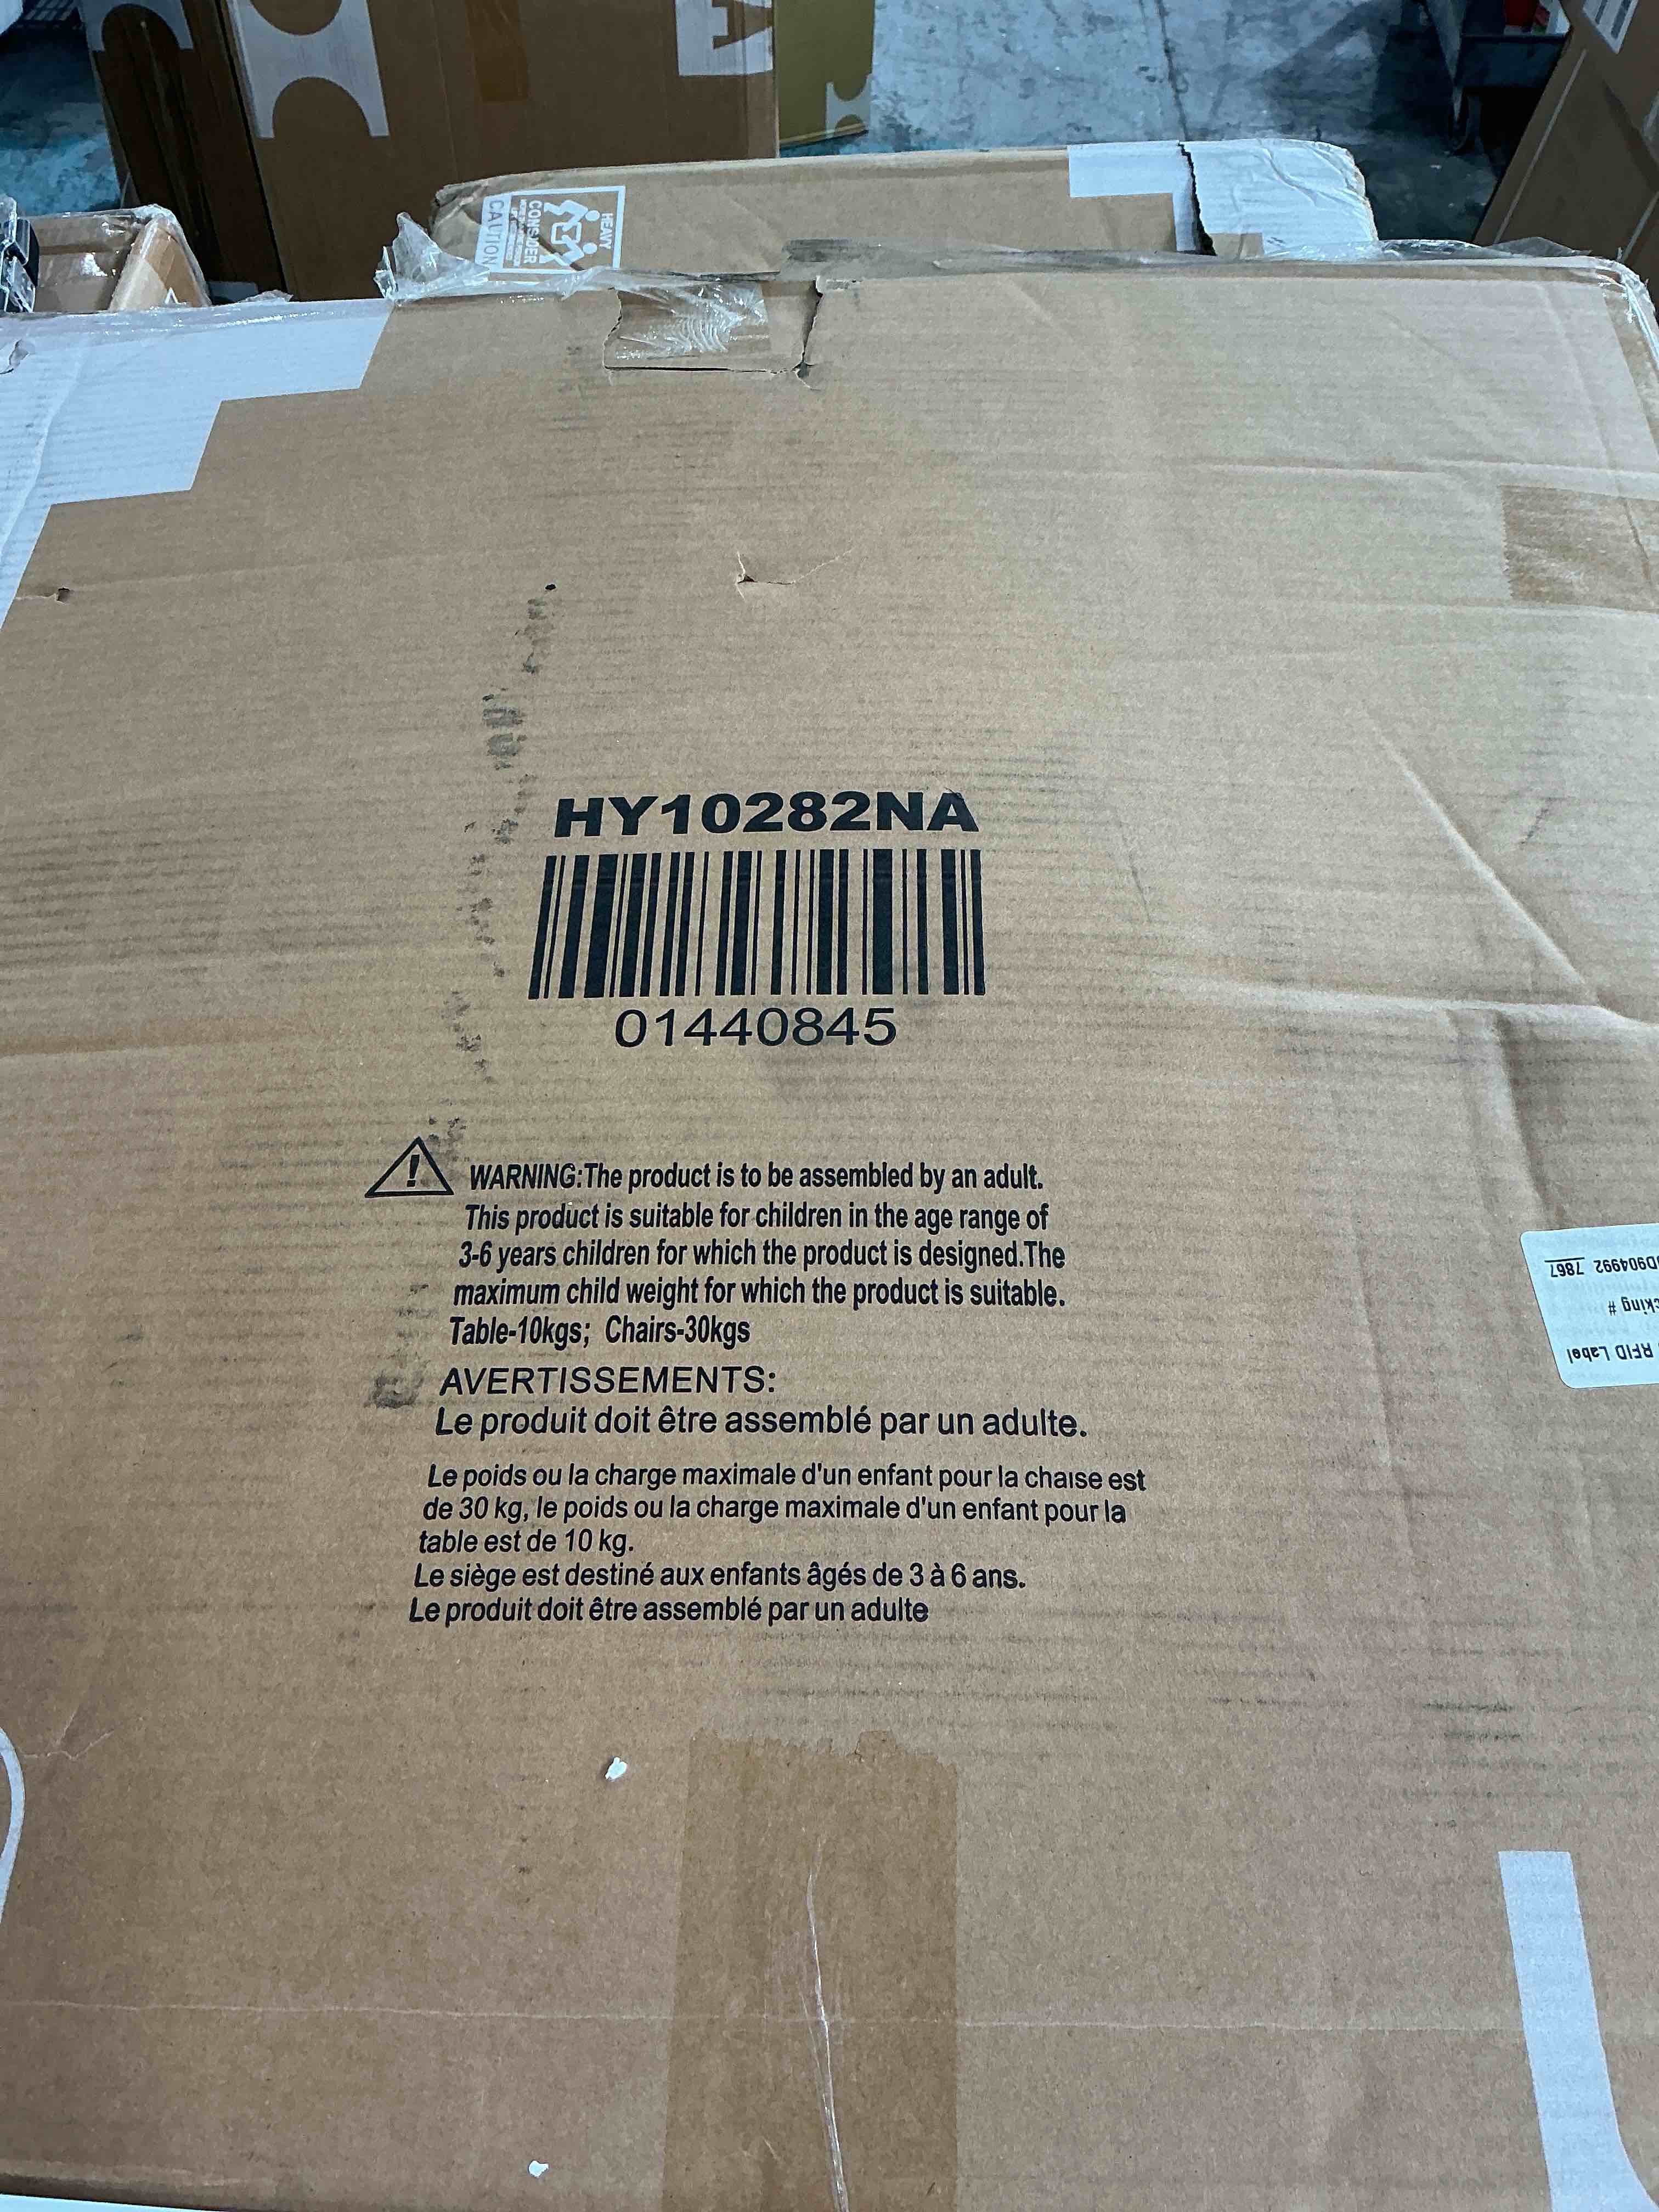 HEAVY
CONSIDER
CAUTION
A
HY10282NA
01440845
WARNING:The product is to be assembled by an adult.
This product is suitable for children in the age range of
3-6 years children for which the product is designed.The
maximum child weight for which the product is suitable.
Table-10kgs; Chairs-30kgs
AVERTISSEMENTS:
Le produit doit être assemblé par un adulte.
Le poids ou la charge maximale d'un enfant pour la chaise est
de 30 kg, le poids ou la charge maximale d'un enfant pour la
table est de 10 kg.
Le siège est destiné aux enfants âgés de 3 à 6 ans.
Le produit doit être assemblé par un adulte
RFID Label
cking #
D904992 7867